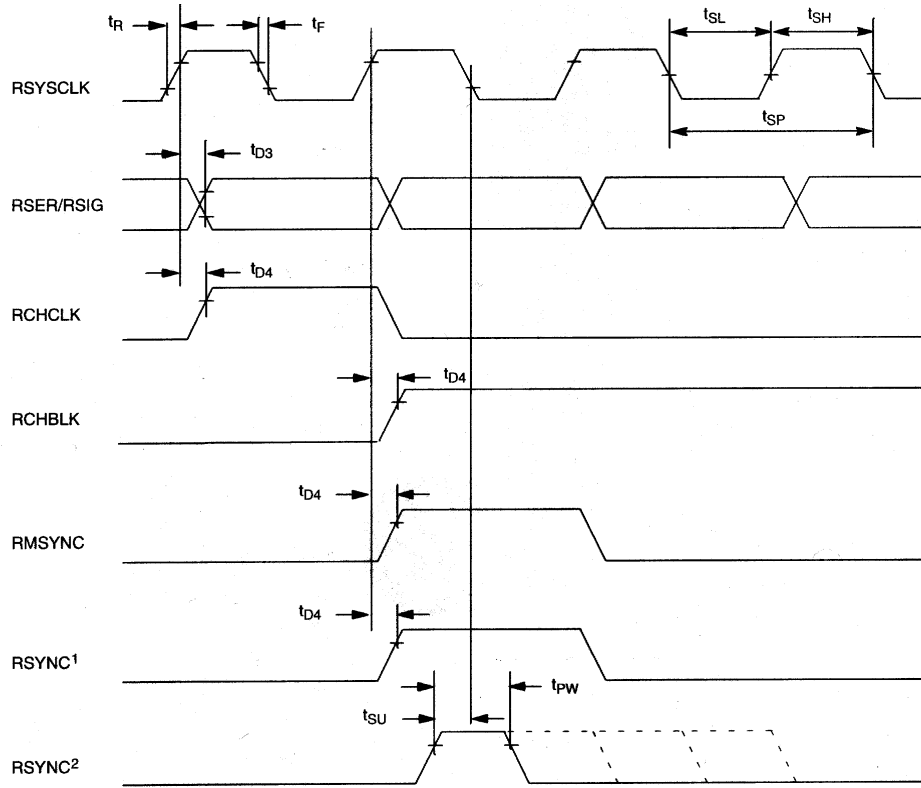 tR tF tSL tSH
RSYSCLK
tSP
tD3
RSER/RSIG
tD4
RCHCLK
tD4
RCHBLK
tD4
RMSYNC
tD4
RSYNC1
tPW
tSU
RSYNC2